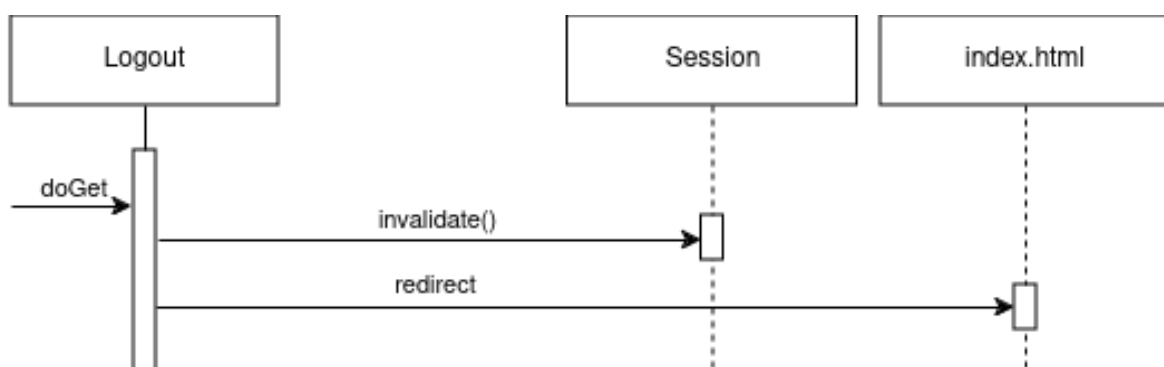 Logout
Session
index.html
doGet
invalidate()
redirect